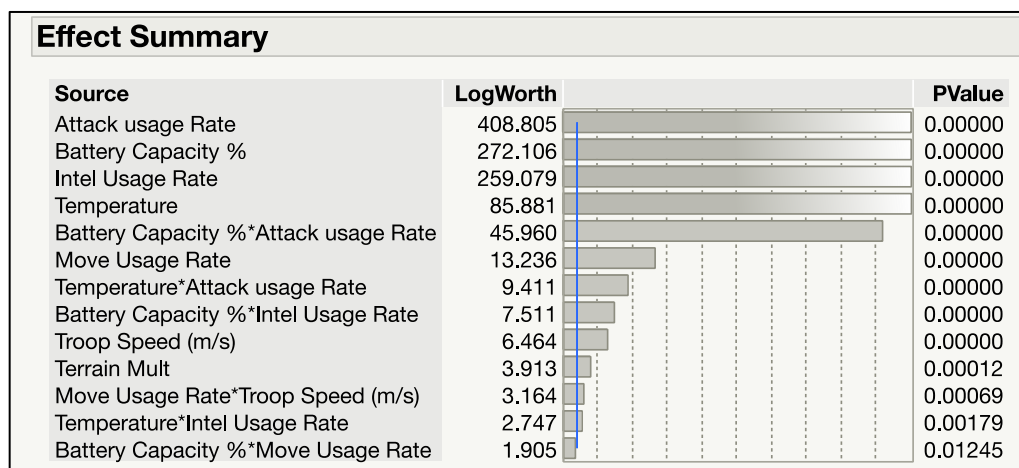 Effect Summary
Source LogWorth PValue
Attack usage Rate 408.805 0.00000
Battery Capacity % 272.106 0.00000
Intel Usage Rate 259.079 0.00000
Temperature 85.881 0.00000
Battery Capacity %*Attack usage Rate 45.960 0.00000
Move Usage Rate 13.236 0.00000
Temperature*Attack usage Rate 9.411 0.00000
Battery Capacity %*Intel Usage Rate 7.511 0.00000
Troop Speed (m/s) 6.464 0.00000
Terrain Mult 3.913 0.00012
Move Usage Rate*Troop Speed (m/s) 3.164 0.00069
Temperature*Intel Usage Rate 2.747 0.00179
Battery Capacity %*Move Usage Rate 1.905 0.01245